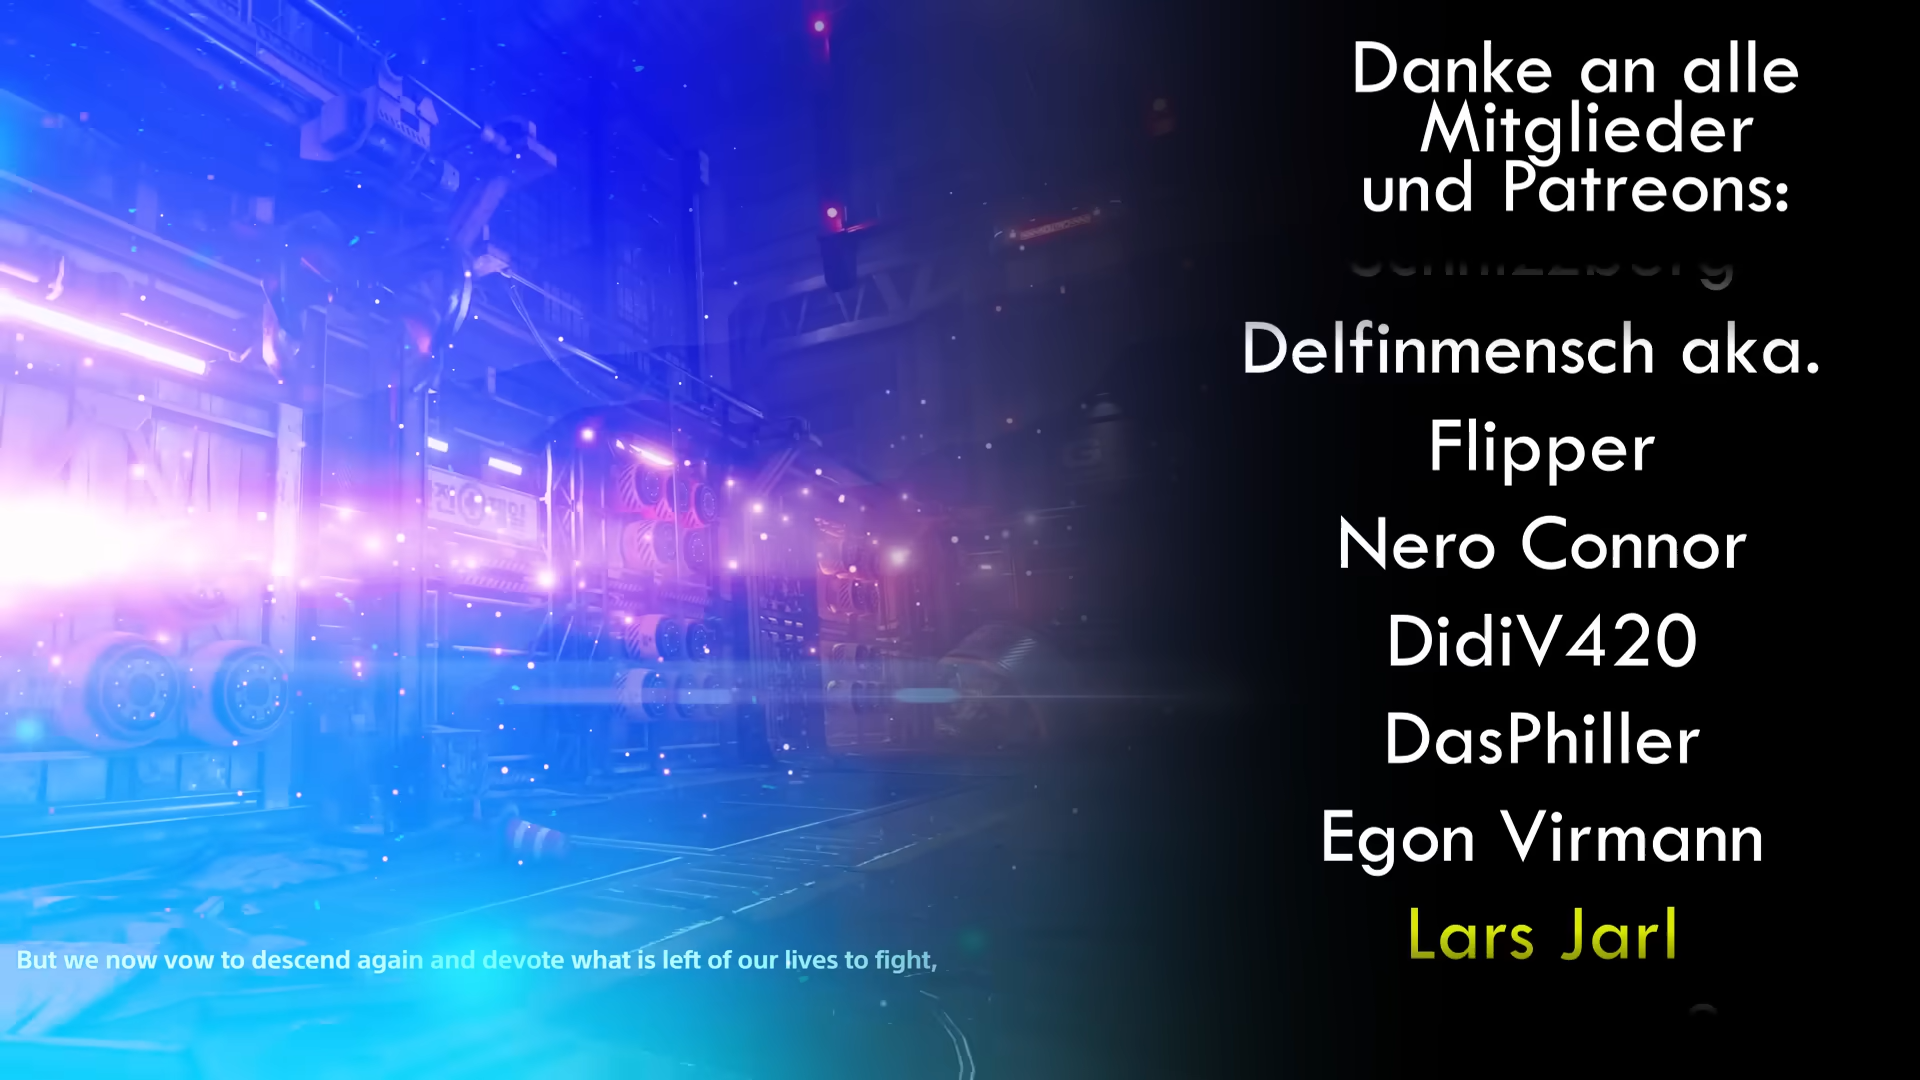 Danke an alle
Mitglieder
und Patreons:
Delfinmensch aka.
Flipper
Nero Connor
DidiV420
DasPhiller
Egon Virmann
Lars Jarl
But we now vow to descend again and devote what is left of our lives to fight,